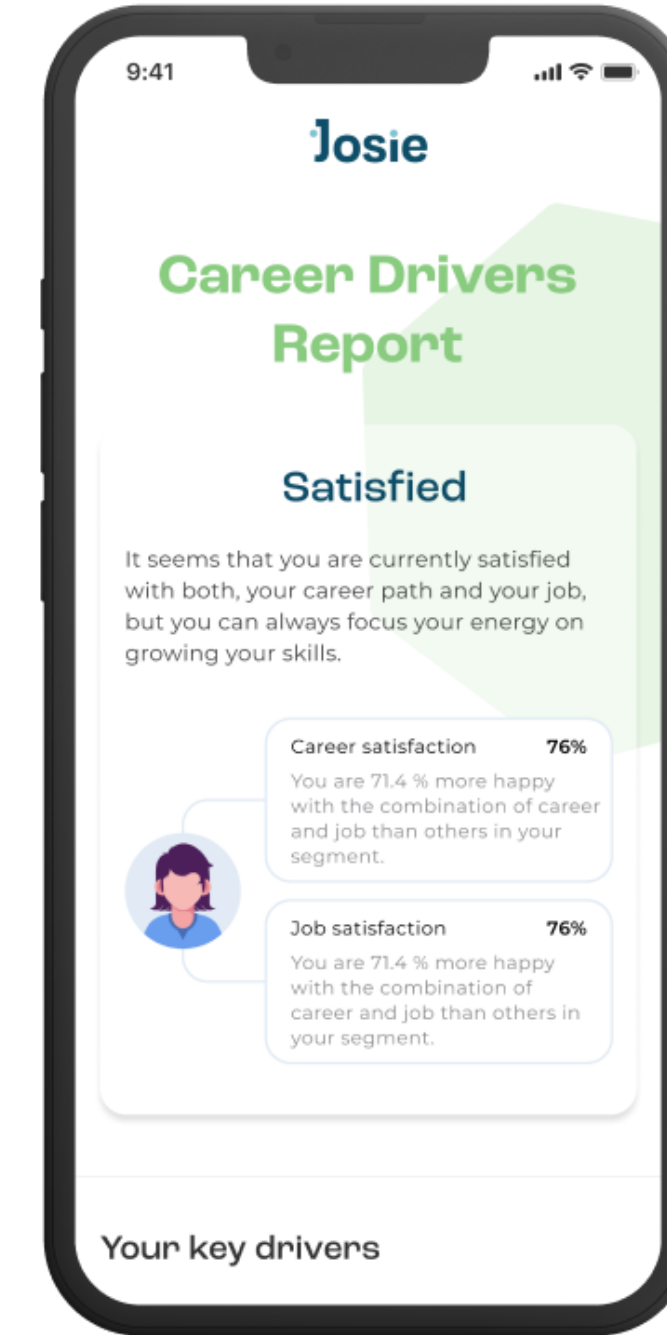 9:41
Josie
Career Drivers
Report
Satisfied
It seems that you are currently satisfied
with both, your career path and your job,
but you can always focus your energy on
growing your skills.
Career satisfaction 76%
You are 71.4 % more happy
with the combination of career
and job than others in your
segment.
Job satisfaction 76%
You are 71.4 % more happy
with the combination of
career and job than others in
your segment.
Your key drivers